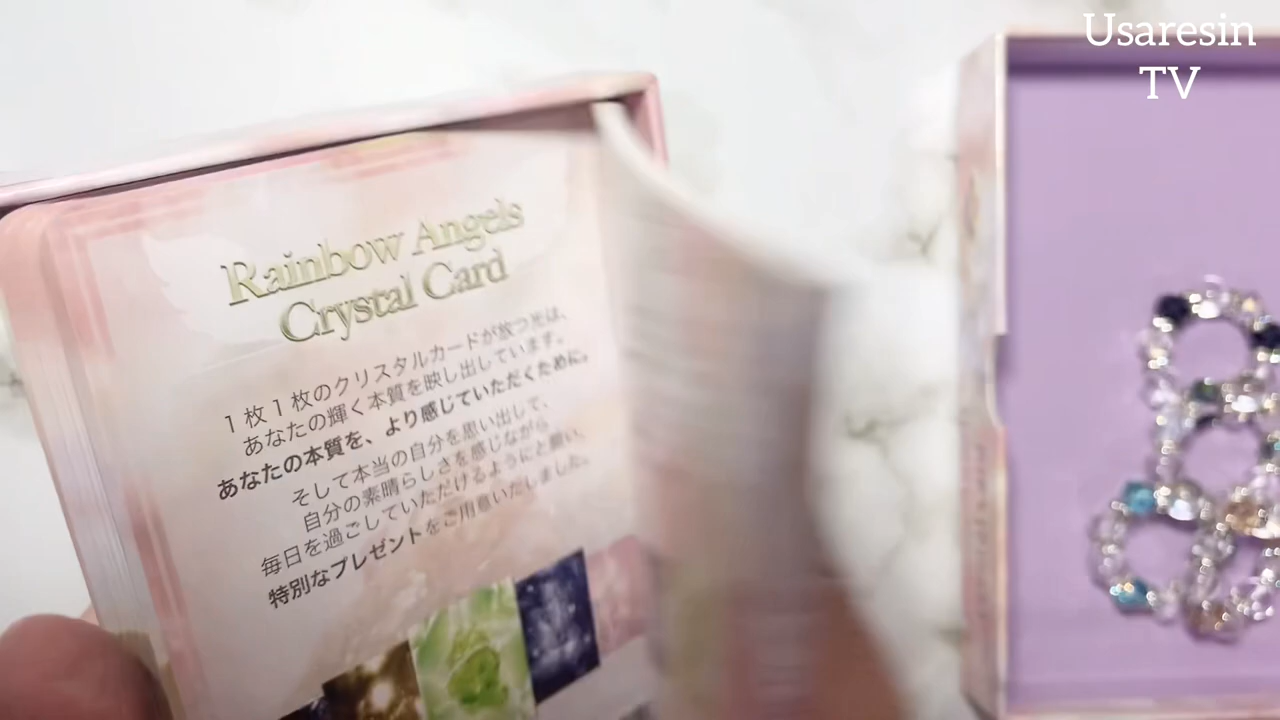 Usaresin
TV
Rainbow Angels
Crystal Card
1枚1枚のクリスタルカードが放つ光は、
あなたの輝く本質を映し出しています。
あなたの本質を、より感じていただくために。
そして本当の自分を思い出して、
自分の素晴らしさを感じながら
毎日を過ごしていただけるようにと願い、
特別なプレゼントをご用意いたしました。